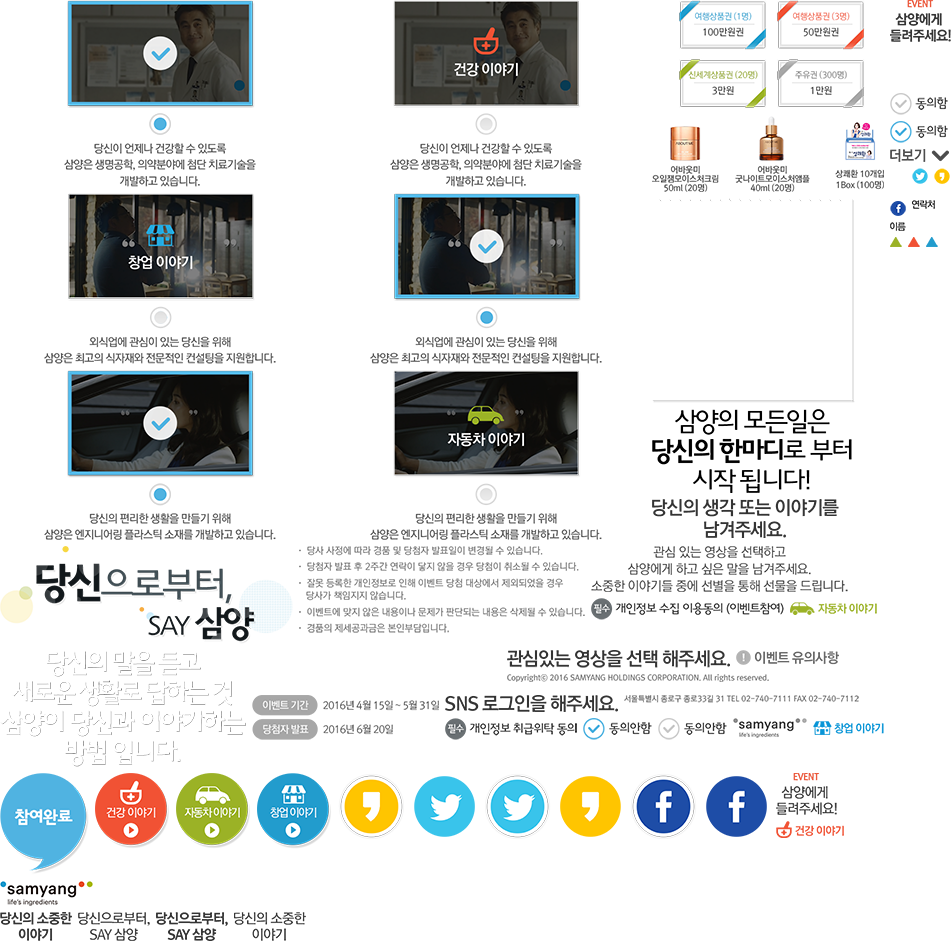 당신이 언제나 건강할 수 있도록
삼양은 생명공학, 의약분야에 첨단 치료기술을
개발하고 있습니다.
창업 이야기
외식업에 관심이 있는 당신을 위해
삼양은 최고의 식자재와 전문적인 컨설팅을 지원합니다.
당신의 편리한 생활을 만들기 위해
삼양은 엔지니어링 플라스틱 소재를 개발하고 있습니다.
건강 이야기
당신이 언제나 건강할 수 있도록
삼양은 생명공학, 의약분야에 첨단 치료기술을
개발하고 있습니다.
외식업에 관심이 있는 당신을 위해
삼양은 최고의 식자재와 전문적인 컨설팅을 지원합니다.
자동차 이야기
당신의 편리한 생활을 만들기 위해
삼양은 엔지니어링 플라스틱 소재를 개발하고 있습니다.
여행상품권 (1명)
100만원권
여행상품권 (3명)
50만원권
신세계상품권 (20명)
3만원
주유권 (300명)
1만원
어바웃미
오일잼모이스처크림
50ml (20명)
어바웃미
굿나이트모이스처앰플
40ml (20명)
상쾌환 10개입
1Box (100명)
EVENT
삼양에게
들려주세요!
동의함
동의함
더보기
연락처
이름
삼양의 모든일은
당신의 한마디로 부터
시작 됩니다!
당신의 생각 또는 이야기를
남겨주세요.
관심 있는 영상을 선택하고
삼양에게 하고 싶은 말을 남겨주세요.
소중한 이야기들 중에 선별을 통해 선물을 드립니다.
필수 개인정보 수집 이용동의 (이벤트참여)
자동차 이야기
당신으로부터,
SAY 삼양
· 당사 사정에 따라 경품 및 당첨자 발표일이 변경될 수 있습니다.
· 당첨자 발표 후 2주간 연락이 닿지 않을 경우 당첨이 취소될 수 있습니다.
· 잘못 등록한 개인정보로 인해 이벤트 당첨 대상에서 제외되었을 경우
당사가 책임지지 않습니다.
· 이벤트에 맞지 않은 내용이나 문제가 판단되는 내용은 삭제될 수 있습니다.
· 경품의 제세공과금은 본인부담입니다.
당신의 말을 듣고
새로운 생활로 답하는 것
삼양이 당신과 이야기하는
방법 입니다.
관심있는 영상을 선택 해주세요.
이벤트 유의사항
Copyright© 2016 SAMYANG HOLDINGS CORPORATION. All rights reserved.
이벤트 기간 2016년 4월 15일 ~ 5월 31일
당첨자 발표 2016년 6월 20일
SNS 로그인을 해주세요.
서울특별시 종로구 종로33길 31 TEL 02-740-7111 FAX 02-740-7112
필수 개인정보 취급위탁 동의
동의안함
동의안함
samyang
life's ingredients
창업 이야기
참여완료
건강 이야기
자동차 이야기
창업 이야기
EVENT
삼양에게
들려주세요!
건강 이야기
samyang
life's ingredients
당신의 소중한
이야기
당신으로부터,
SAY 삼양
당신으로부터,
SAY 삼양
당신의 소중한
이야기